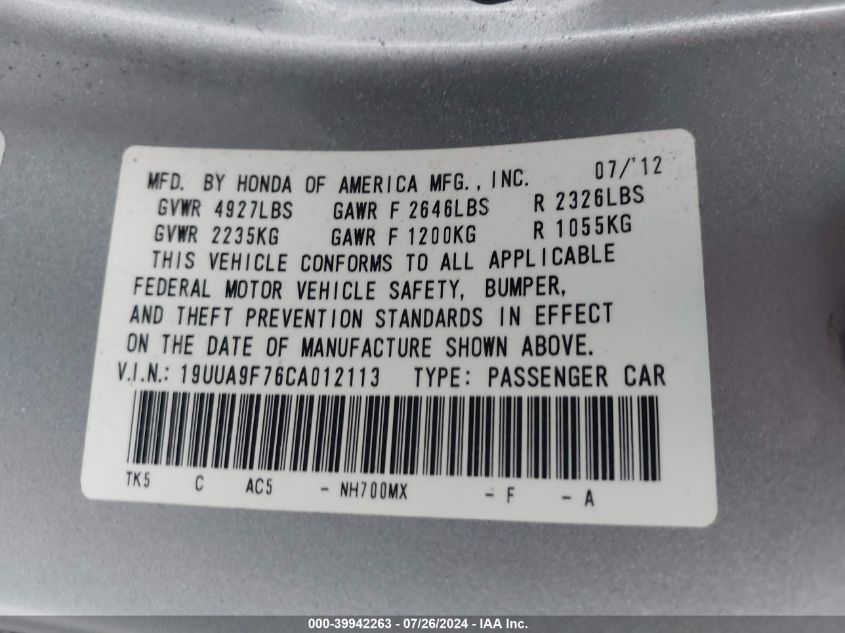 MFD. BY HONDA OF AMERICA MFG., INC. 07/'12
GVWR 4927LBS GAWR F 2646LBS R 2326LBS
GVWR 2235KG GAWR F 1200KG R 1055KG
THIS VEHICLE CONFORMS TO ALL APPLICABLE
FEDERAL MOTOR VEHICLE SAFETY, BUMPER,
AND THEFT PREVENTION STANDARDS IN EFFECT
ON THE DATE OF MANUFACTURE SHOWN ABOVE.
V.I.N.: 19UUA9F76CA012113 TYPE: PASSENGER CAR
TK5 C AC5 - NH700MX - F - A
000-39942263 - 07/26/2024 - IAA Inc.